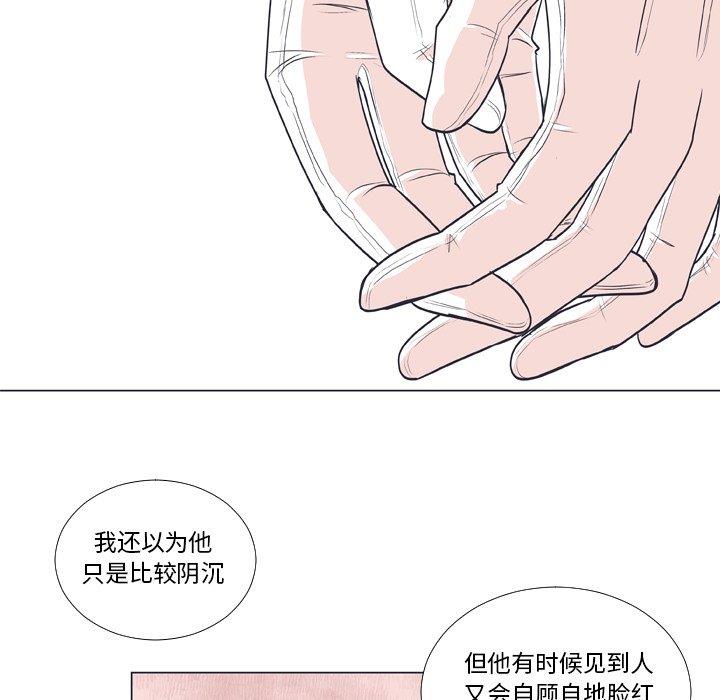 我还以为他
只是比较阴沉
但他有时候见到人
又会自顾自地脸红